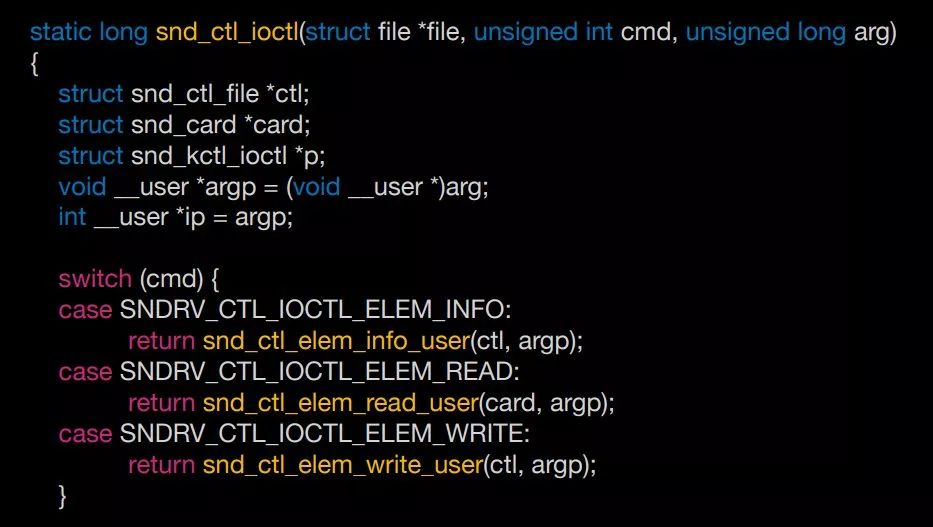 static long snd_ctl_ioctl(struct file *file, unsigned int cmd, unsigned long arg)
{
struct snd_ctl_file *ctl;
struct snd_card *card;
struct snd_kctl_ioctl *p;
void __user *argp = (void __user *)arg;
int __user *ip = argp;
switch (cmd) {
case SNDRV_CTL_IOCTL_ELEM_INFO:
return snd_ctl_elem_info_user(ctl, argp);
case SNDRV_CTL_IOCTL_ELEM_READ:
return snd_ctl_elem_read_user(card, argp);
case SNDRV_CTL_IOCTL_ELEM_WRITE:
return snd_ctl_elem_write_user(ctl, argp);
}